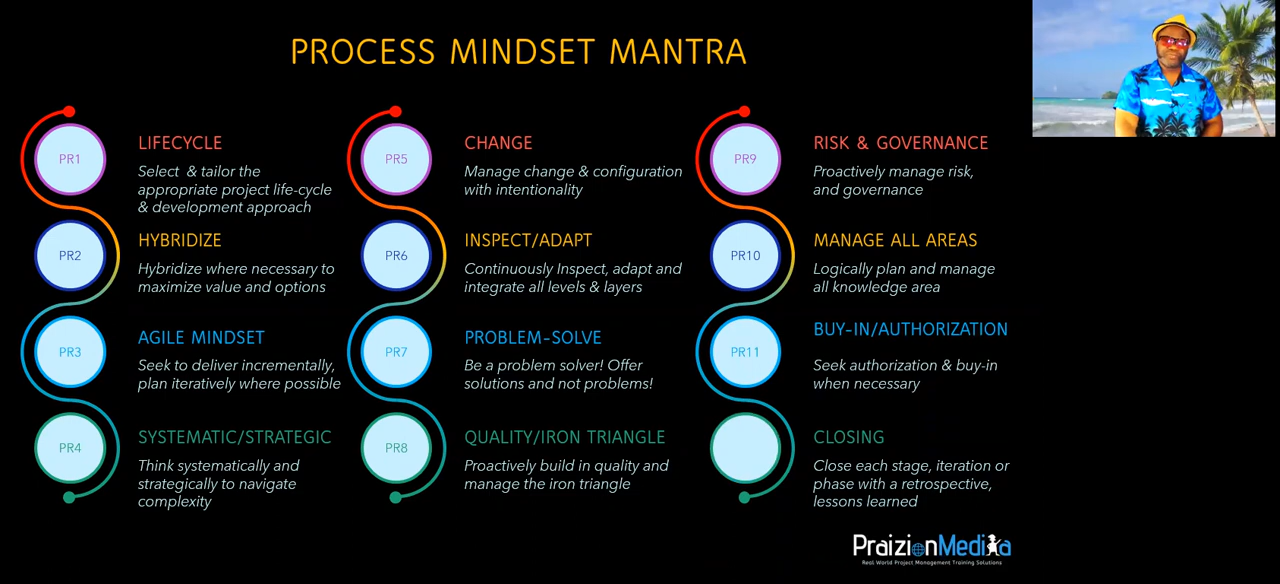 PROCESS MINDSET MANTRA
PR1
LIFECYCLE
Select & tailor the
appropriate project life-cycle
& development approach
PR2
HYBRIDIZE
Hybridize where necessary to
maximize value and options
PR3
AGILE MINDSET
Seek to deliver incrementally,
plan iteratively where possible
PR4
SYSTEMATIC/STRATEGIC
Think systematically and
strategically to navigate
complexity
PR5
CHANGE
Manage change & configuration
with intentionality
PR6
INSPECT/ADAPT
Continuously Inspect, adapt and
integrate all levels & layers
PR7
PROBLEM-SOLVE
Be a problem solver! Offer
solutions and not problems!
PR8
QUALITY/IRON TRIANGLE
Proactively build in quality and
manage the iron triangle
PR9
RISK & GOVERNANCE
Proactively manage risk,
and governance
PR10
MANAGE ALL AREAS
Logically plan and manage
all knowledge area
PR11
BUY-IN/AUTHORIZATION
Seek authorization & buy-in
when necessary
CLOSING
Close each stage, iteration or
phase with a retrospective,
lessons learned
PraizionMedia
Real World Project Management Training Solutions